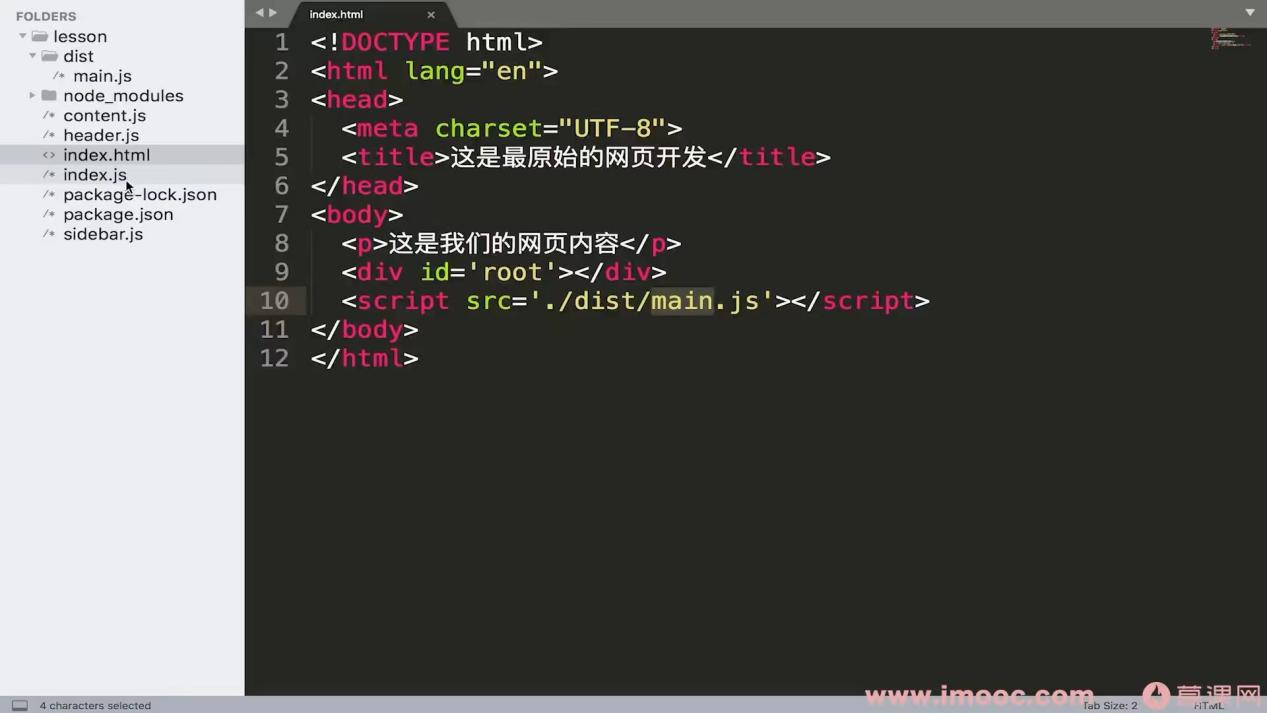 FOLDERS
lesson
dist
/* main.js
node_modules
/* content.js
/* header.js
<> index.html
/* index.js
/* package-lock.json
/* package.json
/* sidebar.js
index.html ×
1 <!DOCTYPE html>
2 <html lang="en">
3 <head>
4 <meta charset="UTF-8">
5 <title>这是最原始的网页开发</title>
6 </head>
7 <body>
8 <p>这是我们的网页内容</p>
9 <div id='root'></div>
10 <script src='./dist/main.js'></script>
11 </body>
12 </html>
4 characters selected
www.imooc.com
慕课网
Tab Size: 2
HTML